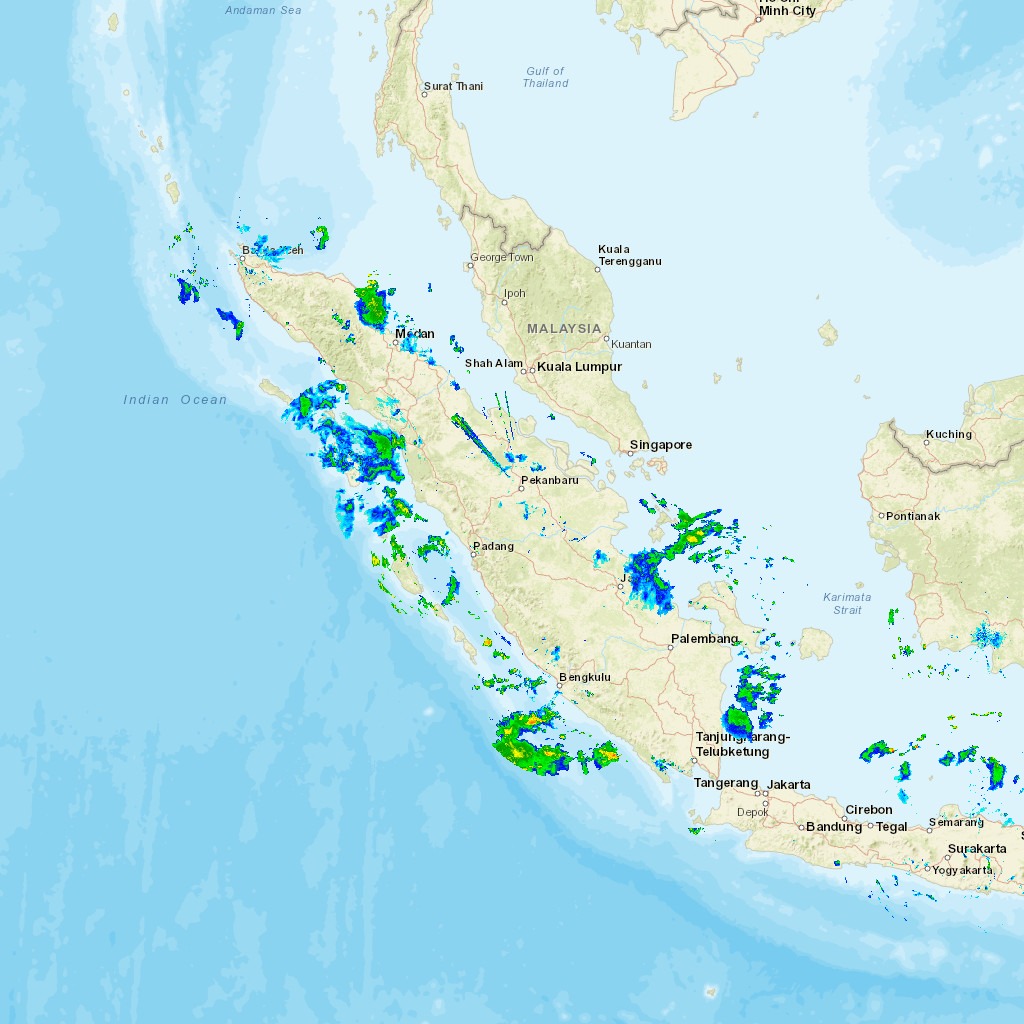 Andaman Sea
Minh City
Gulf of
Thailand
Surat Thani
Kuala
Terengganu
George Town
Ipoh
MALAYSIA
Medan
Kuantan
Shah Alam
Kuala Lumpur
Indian Ocean
Kuching
Singapore
Pekanbaru
Pontianak
Padang
Karimata
Strait
Palembang
Bengkulu
Tanjungkarang-
Telubketung
Tangerang
Jakarta
Depok
Cirebon
Bandung
Tegal
Semarang
Surakarta
Yogyakarta